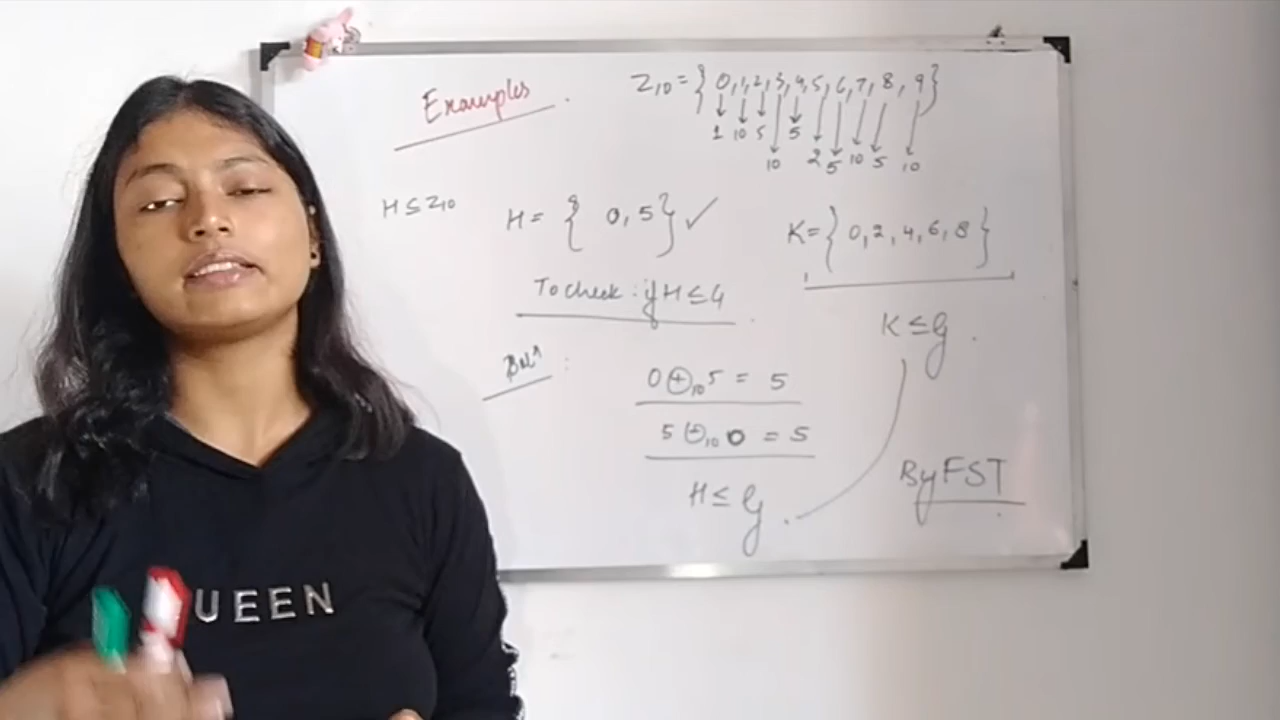 Examples .
Z10 = { 0, 1, 2, 3, 4, 5, 6, 7, 8, 9 }
1 10 5 10 5 2 5 10 5 10
H ≤ Z10
H = { 0, 5 } ✓
K = { 0, 2, 4, 6, 8 }
To check : if H ≤ G .
K ≤ G .
:
0 ⊕10 5 = 5
5 ⊕10 0 = 5
H ≤ G .
By FST
UEEN